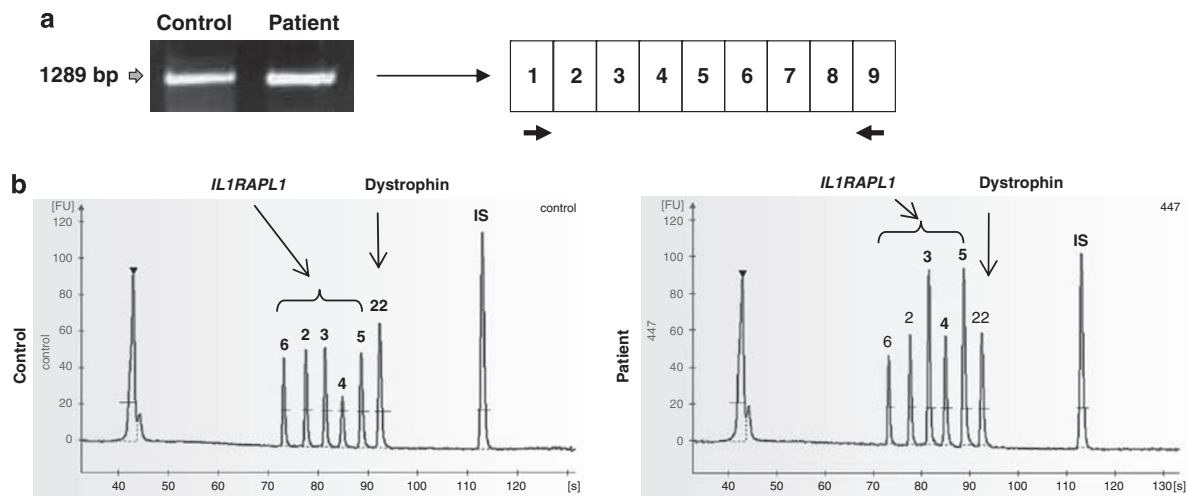 a
Control Patient
1289 bp
1 2 3 4 5 6 7 8 9
b
IL1RAPL1 Dystrophin
[FU] control
IS
120
100
80
60
40
20
0
control
Control
6 2 3 4 5 22
40 50 60 70 80 90 100 110 120 [s]
IL1RAPL1 Dystrophin
[FU] 447
IS
120
100
80
60
40
20
0
447
Patient
6 2 3 4 5 22
40 50 60 70 80 90 100 110 120 130 [s]